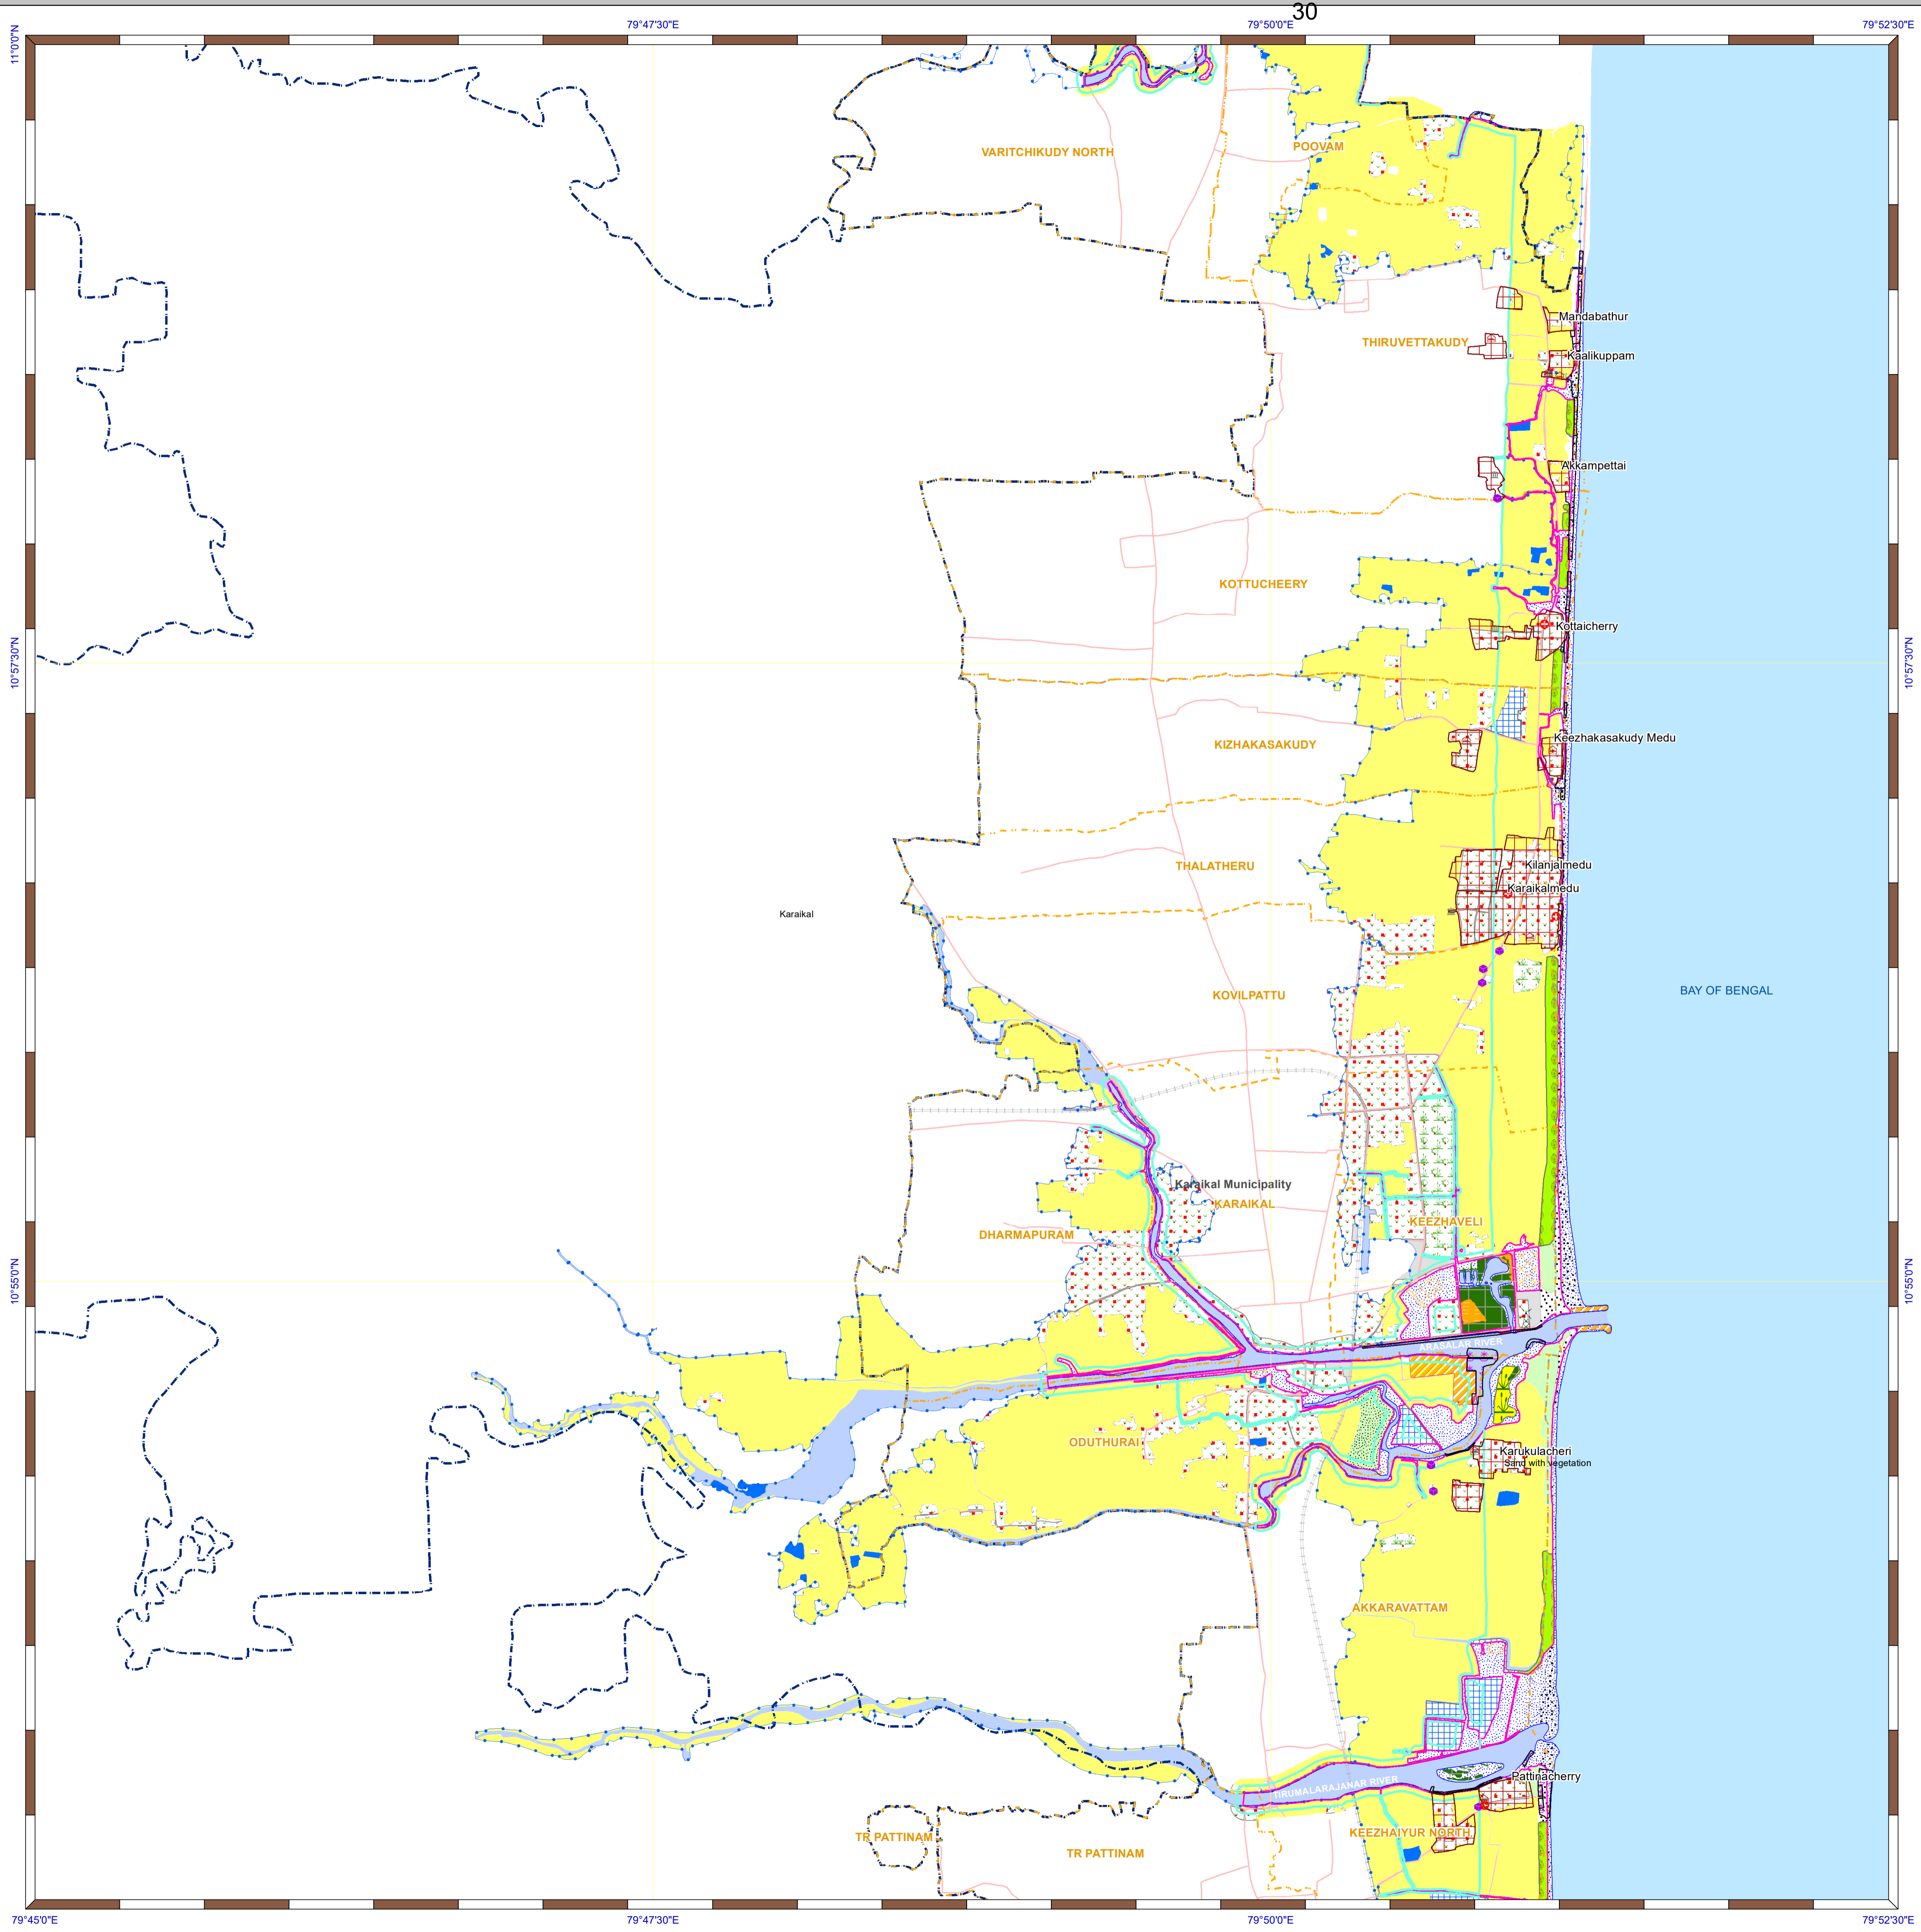 30
79°47'30"E
79°50'0"E
79°52'30"E
11°0'0"N
VARITCHIKUDY NORTH
POOVAM
Mandabathur
THIRUVETTAKUDY
Kaalikuppam
Akkampettai
KOTTUCHEERY
Kottaicherry
10°57'30"N
10°57'30"N
KIZHAKASAKUDY
Keezhakasakudy Medu
THALATHERU
Kilanjalmedu
Karaikalmedu
Karaikal
KOVILPATTU
BAY OF BENGAL
Karaikal Municipality
KARAIKAL
KEEZHAVELI
DHARMAPURAM
10°55'0"N
10°55'0"N
ARASALAR RIVER
ODUTHURAI
Karukulacheri
Sand with vegetation
AKKARAVATTAM
Pattinacherry
TIRUMALARAJANAR RIVER
KEEZHAIYUR NORTH
TR PATTINAM
TR PATTINAM
79°45'0"E
79°47'30"E
79°50'0"E
79°52'30"E